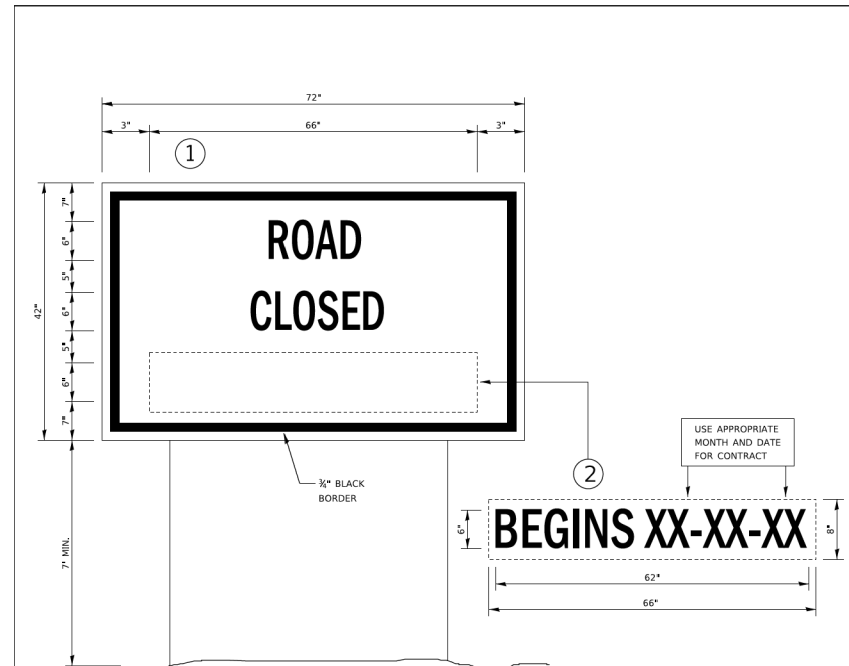 72"
3"
66"
3"
1
7"
6"
5"
6"
5"
6"
7"
42"
ROAD
CLOSED
2
¾" BLACK
BORDER
7' MIN.
USE APPROPRIATE
MONTH AND DATE
FOR CONTRACT
6"
BEGINS XX-XX-XX
8"
62"
66"